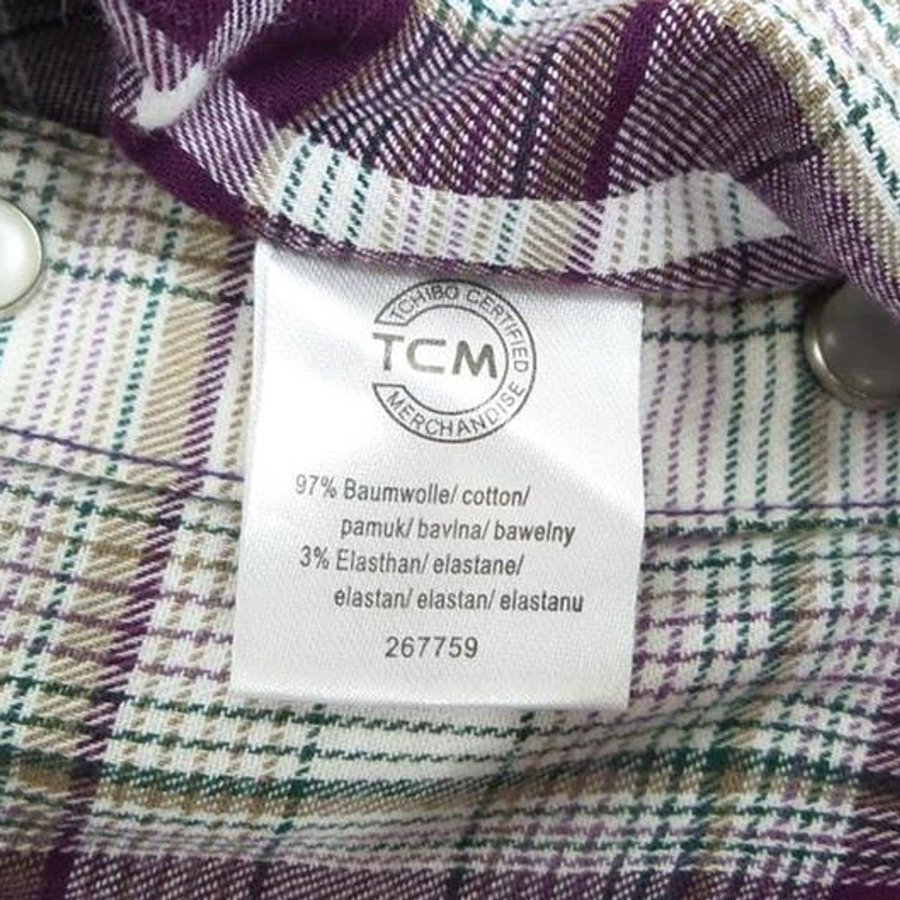 TCHIBO CERTIFIED
TCM
MERCHANDISE
97% Baumwolle/ cotton/
pamuk/ bavlna/ bawelny
3% Elasthan/ elastane/
elastan/ elastan/ elastanu
267759